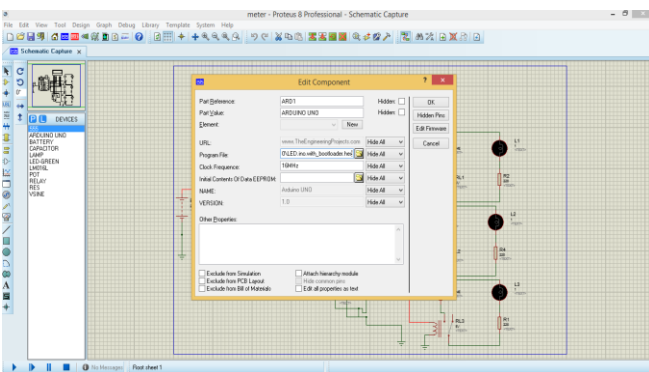 meter - Proteus 8 Professional - Schematic Capture
File Edit View Tool Design Graph Debug Library Template System Help
Schematic Capture x
Edit Component
Part Reference: ARD1 Hidden:
Part Value: ARDUINO UNO Hidden:
Element: New
URL: www.TheEngineeringProjects.com Hide All
Program File: 0\LED.ino.with_bootloader.hex Hide All
Clock Frequence: 16MHz Hide All
Initial Contents Of Data EEPROM: Hide All
NAME: Arduino UNO Hide All
VERSION: 1.0 Hide All
Other Properties:
Exclude from Simulation Attach hierarchy module
Exclude from PCB Layout Hide common pins
Exclude from Bill of Materials Edit all properties as text
OK
Hidden Pins
Edit Firmware
Cancel
P L DEVICES
ARDUINO UNO
BATTERY
CAPACITOR
LAMP
LED-GREEN
LM016L
POT
RELAY
RES
VSINE
L1
R2
L2
R4
L3
RL3
R1
No Messages Root sheet 1